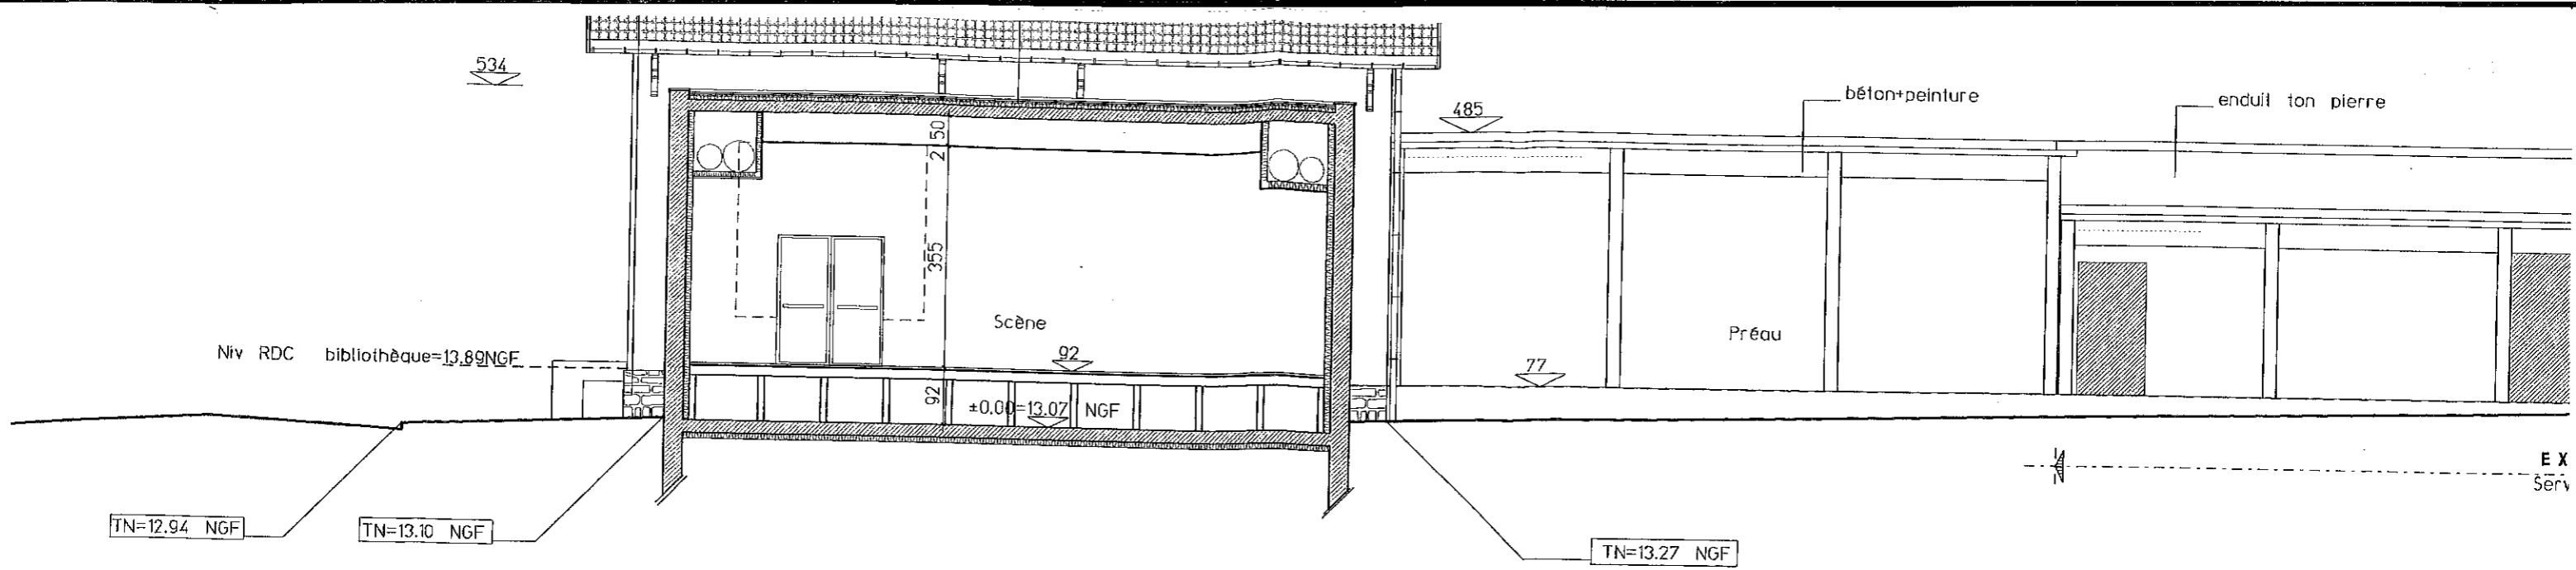 534
485
béton+peinture
enduit ton pierre
2.50
355
Scène
Préau
Niv RDC bibliothèque=13.89NGF
92
77
92
±0.00=13.07 NGF
EX
Serv
TN=12.94 NGF
TN=13.10 NGF
TN=13.27 NGF